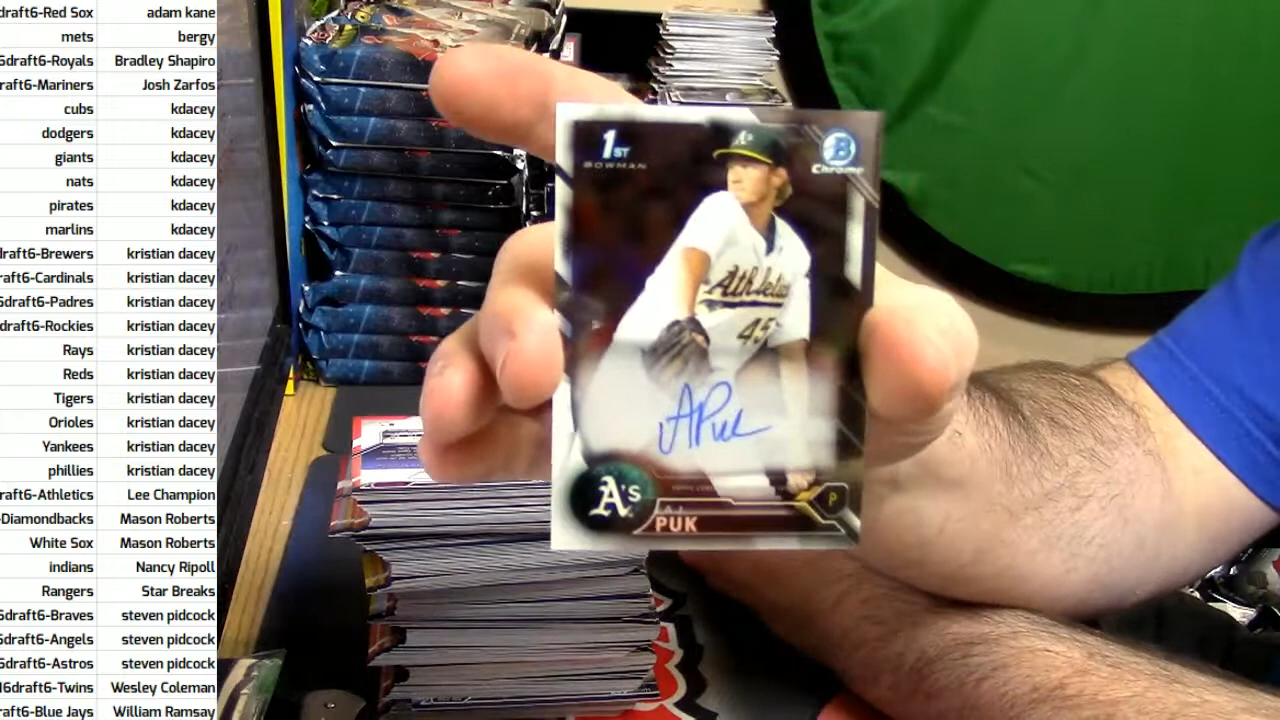 draft6-Red Sox adam kane
mets bergy
6draft6-Royals Bradley Shapiro
raft6-Mariners Josh Zarfos
cubs kdacey
dodgers kdacey
giants kdacey
nats kdacey
pirates kdacey
marlins kdacey
draft6-Brewers kristian dacey
raft6-Cardinals kristian dacey
6draft6-Padres kristian dacey
draft6-Rockies kristian dacey
Rays kristian dacey
Reds kristian dacey
Tigers kristian dacey
Orioles kristian dacey
Yankees kristian dacey
phillies kristian dacey
raft6-Athletics Lee Champion
-Diamondbacks Mason Roberts
White Sox Mason Roberts
indians Nancy Ripoll
Rangers Star Breaks
6draft6-Braves steven pidcock
6draft6-Angels steven pidcock
6draft6-Astros steven pidcock
16draft6-Twins Wesley Coleman
raft6-Blue Jays William Ramsay
1ST
BOWMAN
B
Chrome
A's
Athletics
45
APuk
A's
A.J.
PUK
P